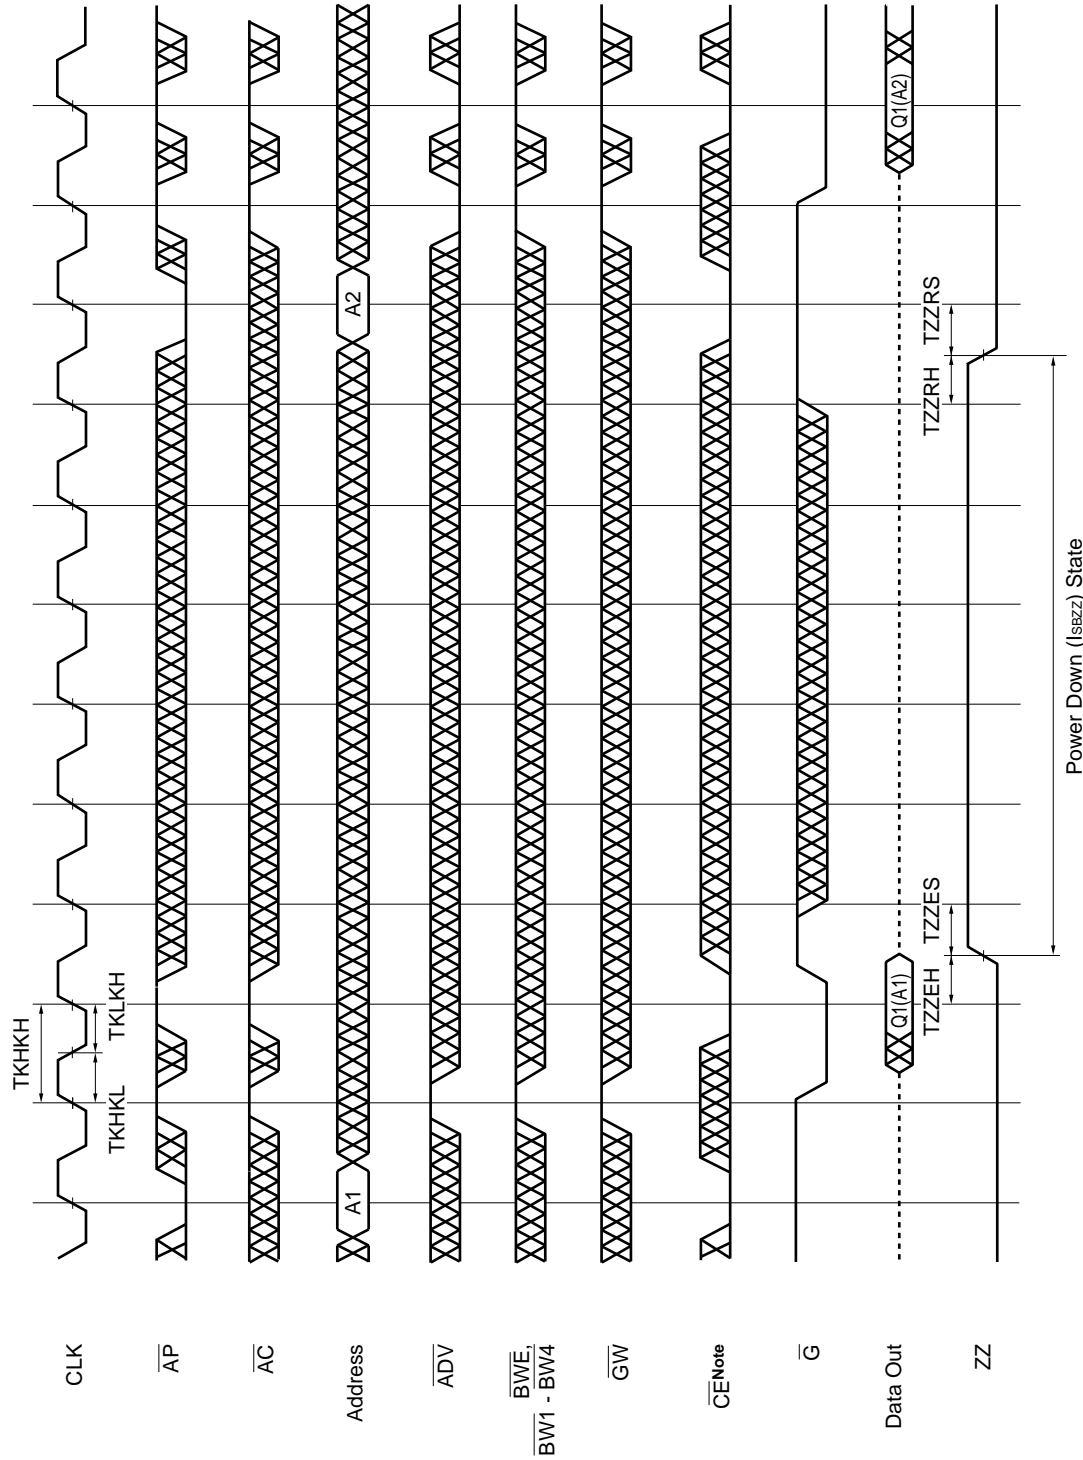 TKHKH
TKHKL
TKLKH
CLK
AP
AC
A1
A2
Address
ADV
BWE,
BW1 - BW4
GW
CENote
G
Q1(A1)
Q1(A2)
Data Out
TZZEH
TZZES
TZZRH
TZZRS
ZZ
Power Down (ISBZZ) State